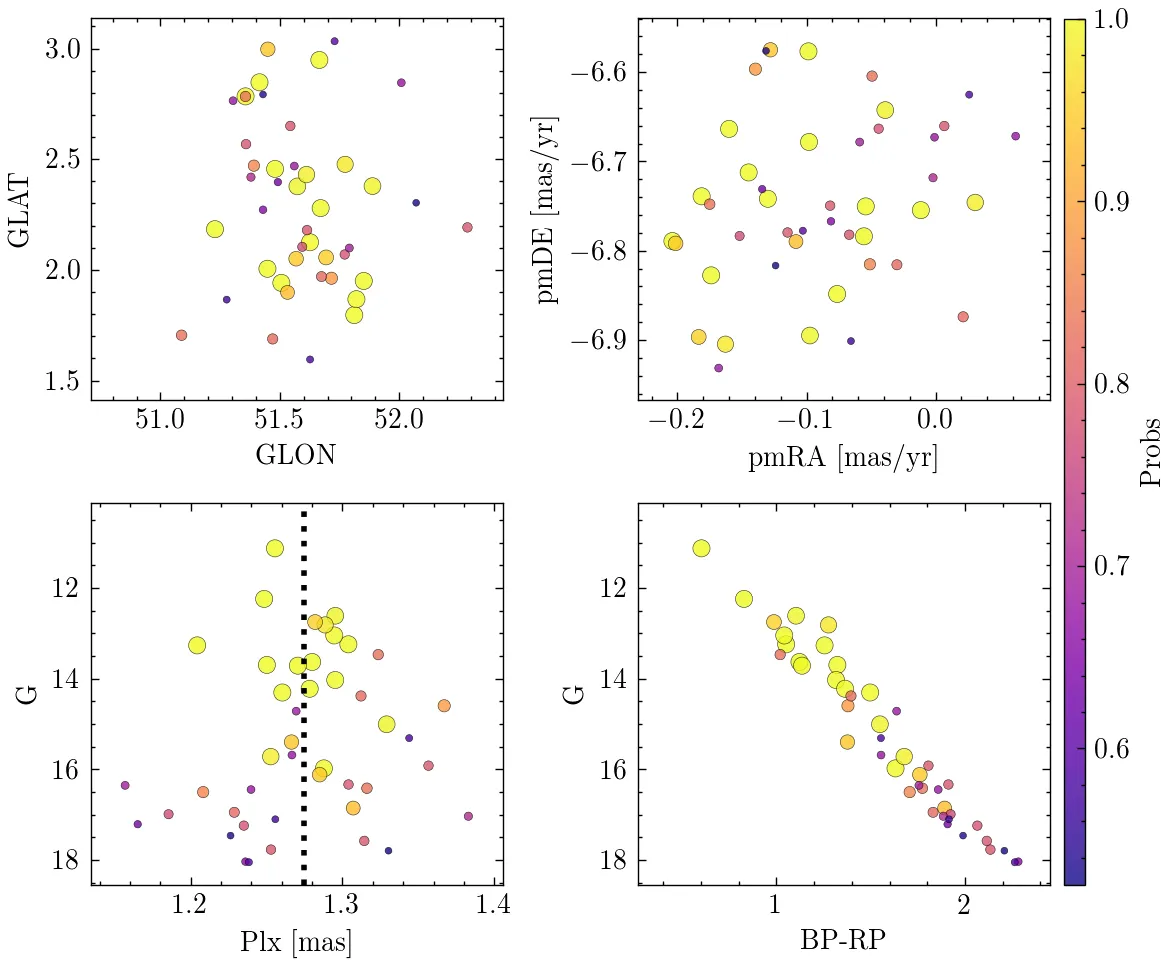 3.0
2.5
2.0
1.5
GLAT
51.0 51.5 52.0
GLON
−6.6
−6.7
−6.8
−6.9
pmDE [mas/yr]
−0.2 −0.1 0.0
pmRA [mas/yr]
1.0
0.9
0.8
0.7
0.6
Probs
12
14
16
18
G
1.2 1.3 1.4
Plx [mas]
12
14
16
18
G
1 2
BP-RP